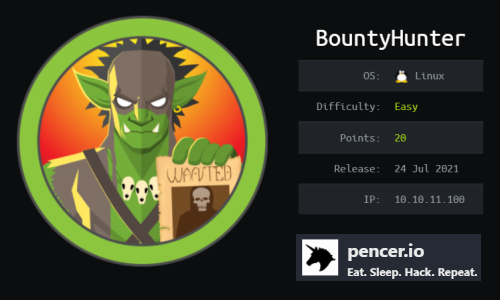 BountyHunter
OS: Linux
Difficulty: Easy
Points: 20
Release: 24 Jul 2021
IP: 10.10.11.100
WANTED
pencer.io
Eat. Sleep. Hack. Repeat.